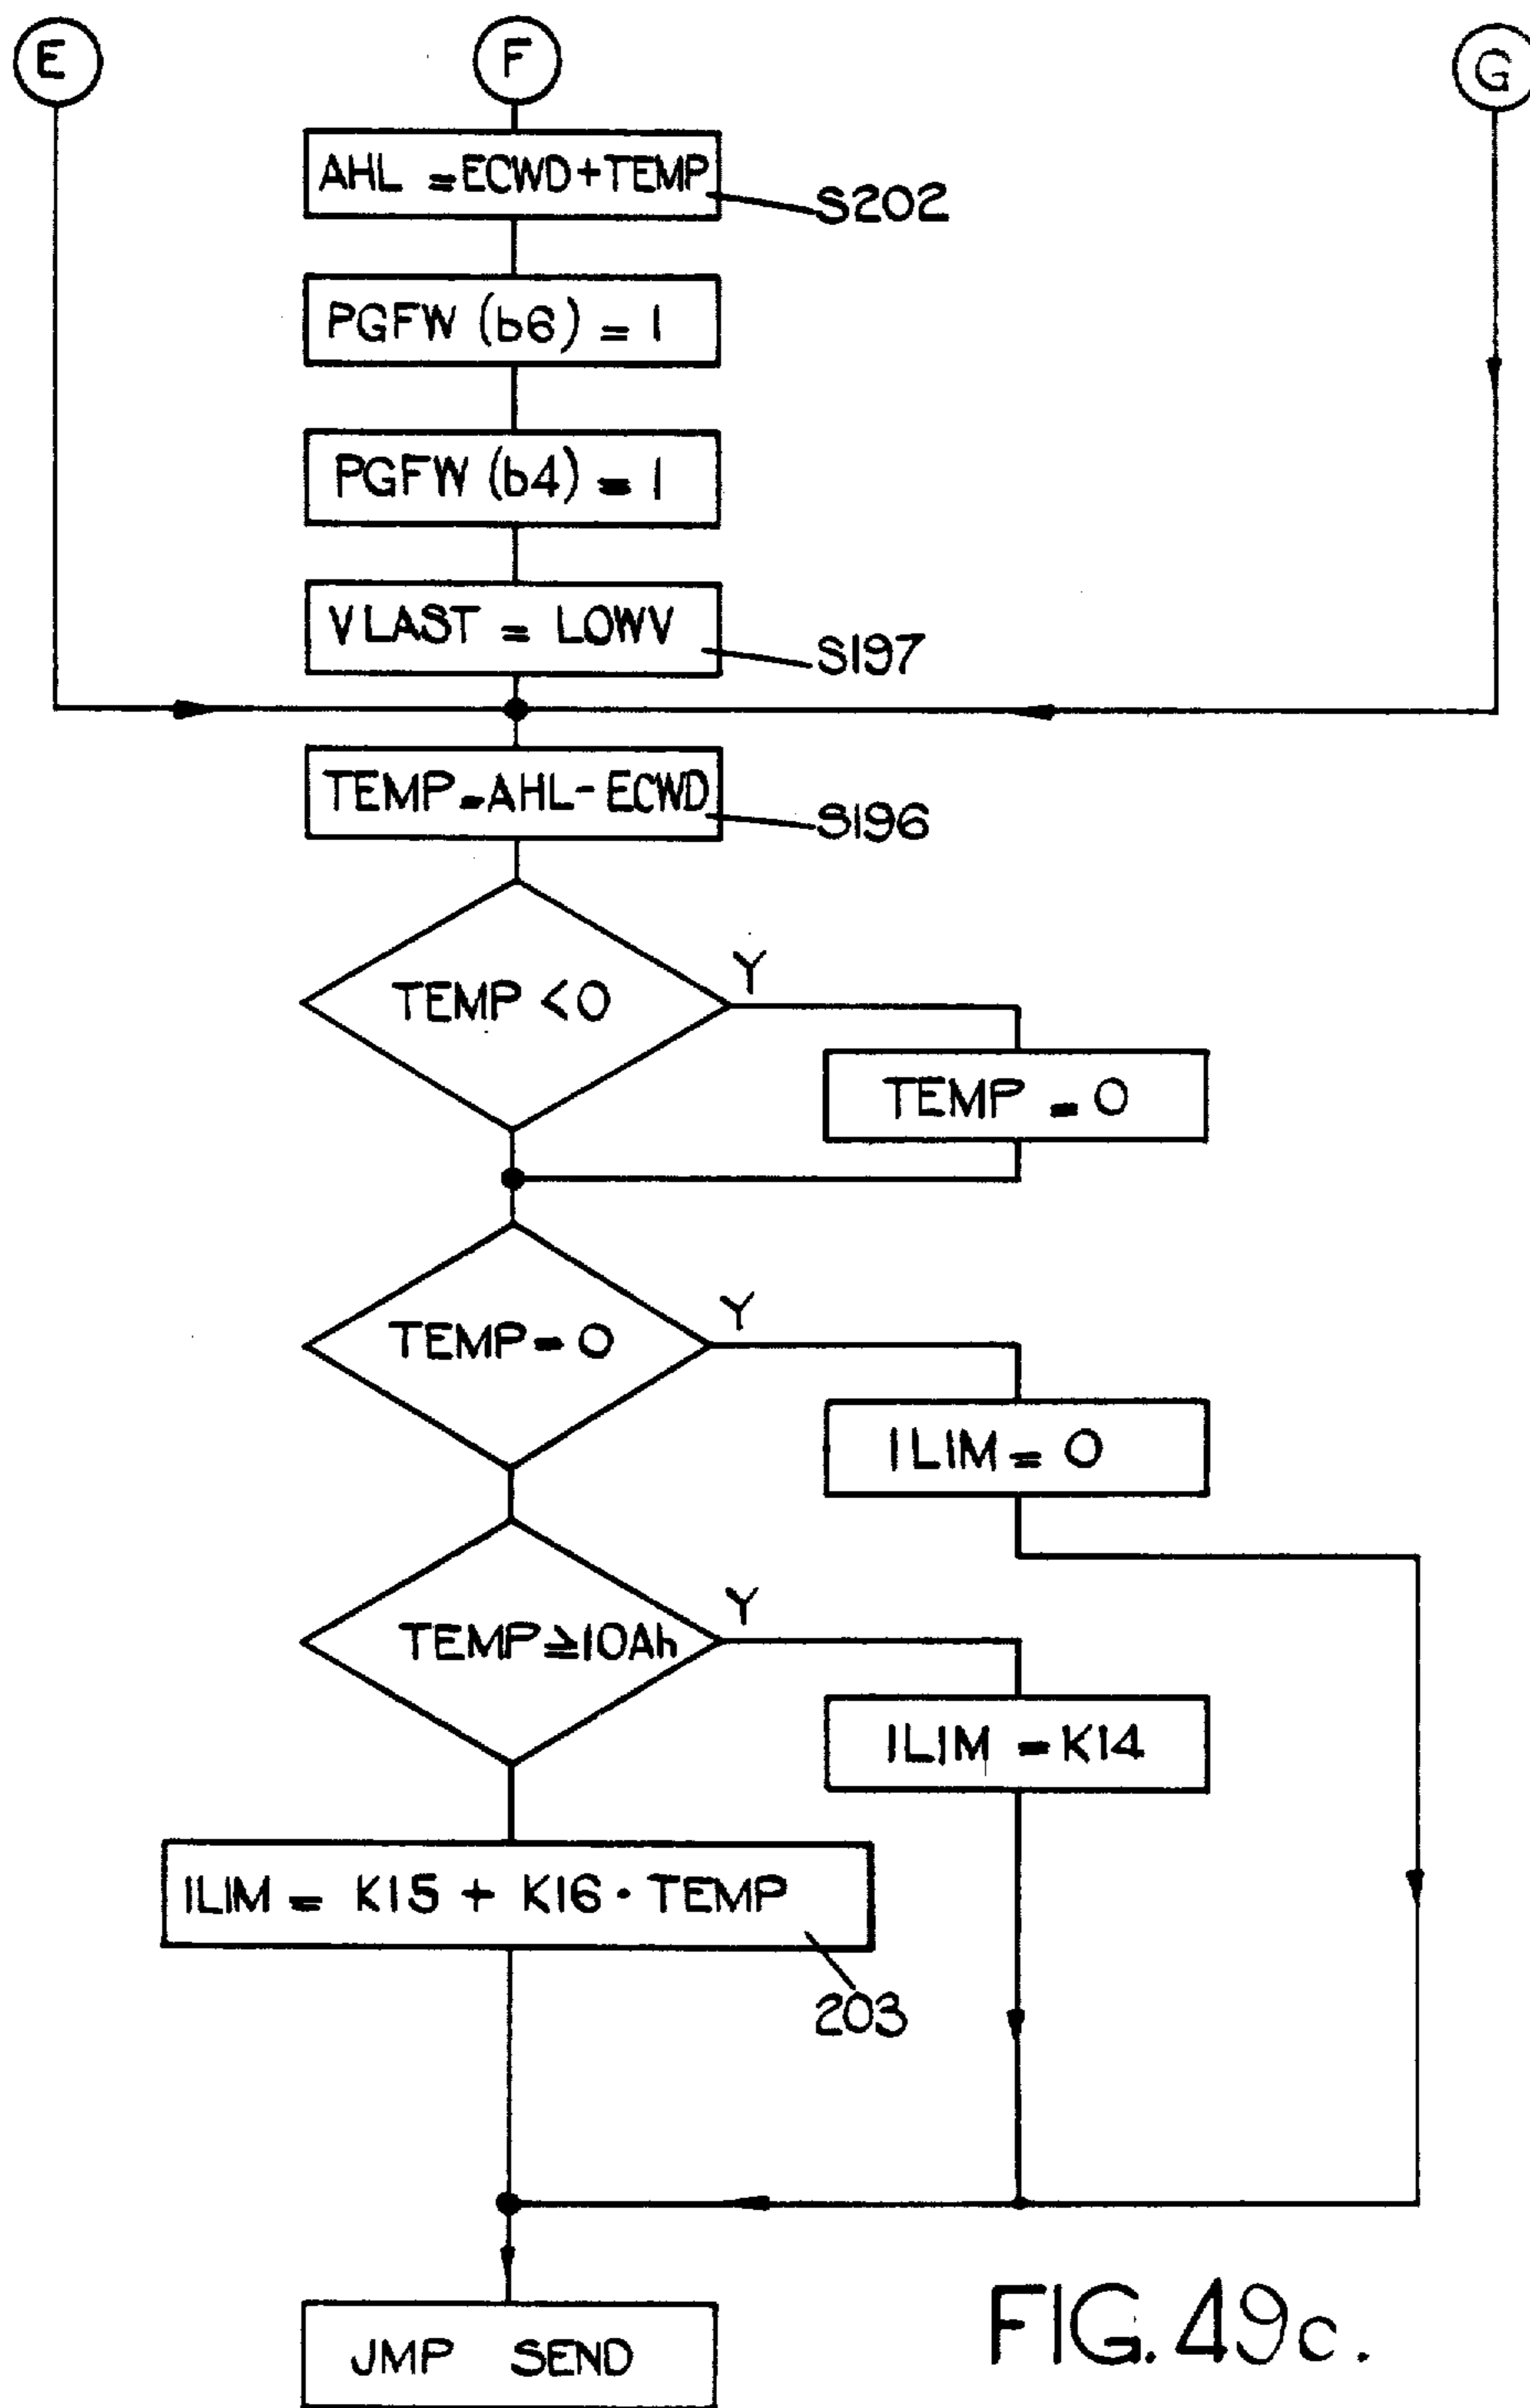 E F G
AHL = ECWD+TEMP
S202
PGFW (b6) = 1
PGFW (b4) = 1
VLAST = LOWV
S197
TEMP=AHL-ECWD
S196
TEMP <0
Y
TEMP = 0
TEMP = 0
Y
ILIM = 0
TEMP≧10Ah
Y
ILIM = K14
ILIM = K15 + K16 · TEMP
203
JMP SEND
FIG. 49c.